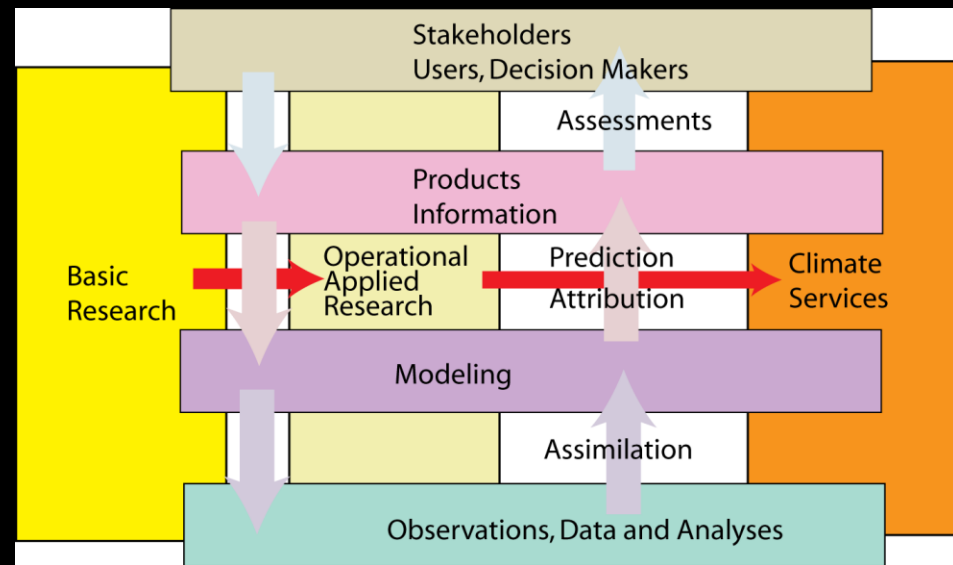 Stakeholders
Users, Decision Makers
Assessments
Products
Information
Basic
Research
Operational
Applied
Research
Prediction
Attribution
Climate
Services
Modeling
Assimilation
Observations, Data and Analyses